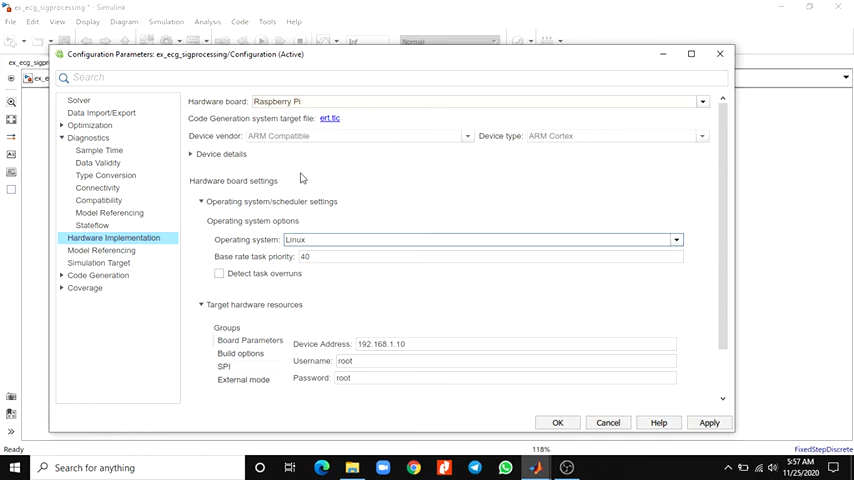 ex_ecg_sigprocessing * - Simulink
File Edit View Display Diagram Simulation Analysis Code Tools Help
Inf Normal
ex_ecg_sigpr
ex_e
Configuration Parameters: ex_ecg_sigprocessing/Configuration (Active)
Search
Solver
Data Import/Export
Optimization
Diagnostics
Sample Time
Data Validity
Type Conversion
Connectivity
Compatibility
Model Referencing
Stateflow
Hardware Implementation
Model Referencing
Simulation Target
Code Generation
Coverage
Hardware board: Raspberry Pi
Code Generation system target file: ert.tlc
Device vendor: ARM Compatible Device type: ARM Cortex
Device details
Hardware board settings
Operating system/scheduler settings
Operating system options
Operating system: Linux
Base rate task priority: 40
Detect task overruns
Target hardware resources
Groups
Board Parameters
Build options
SPI
External mode
Device Address: 192.168.1.10
Username: root
Password: root
OK Cancel Help Apply
Ready 118% FixedStepDiscrete
Search for anything
5:57 AM
11/25/2020